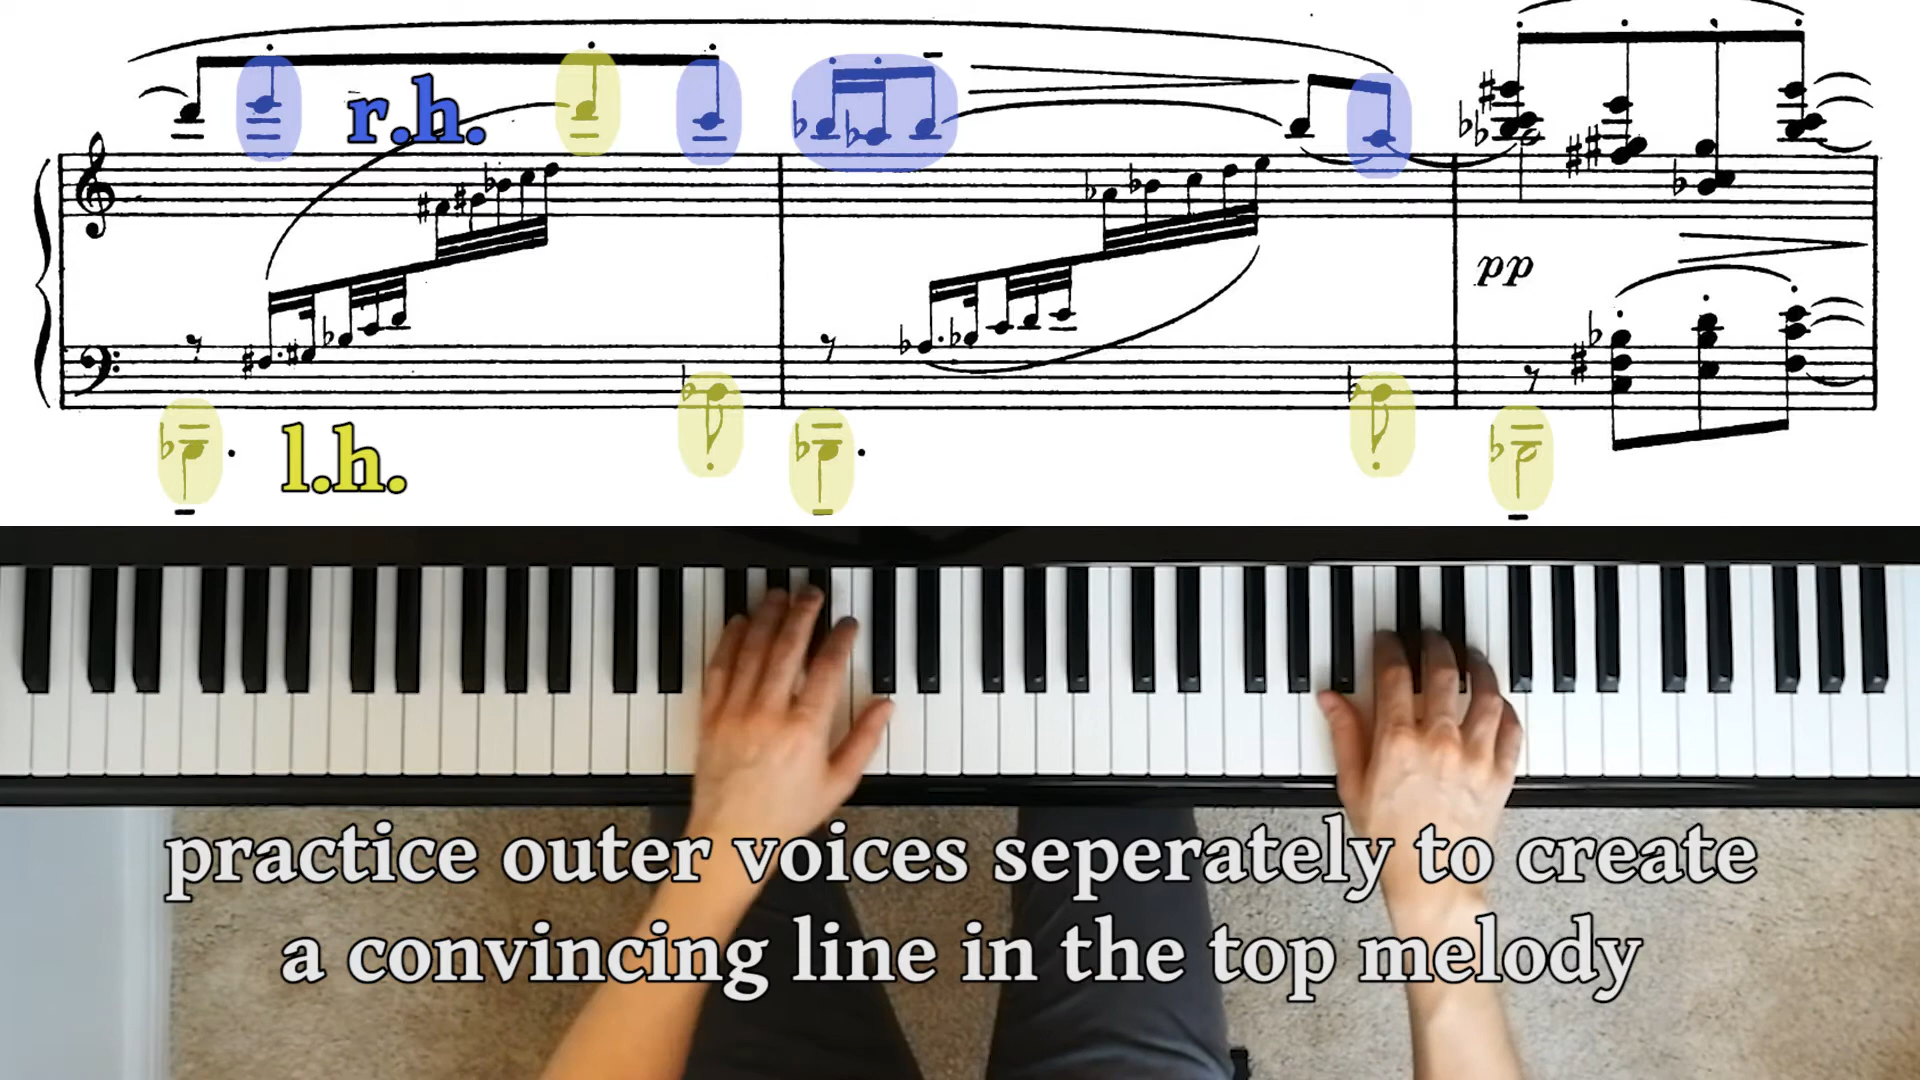 r.h.
pp
l.h.
practice outer voices seperately to create
a convincing line in the top melody